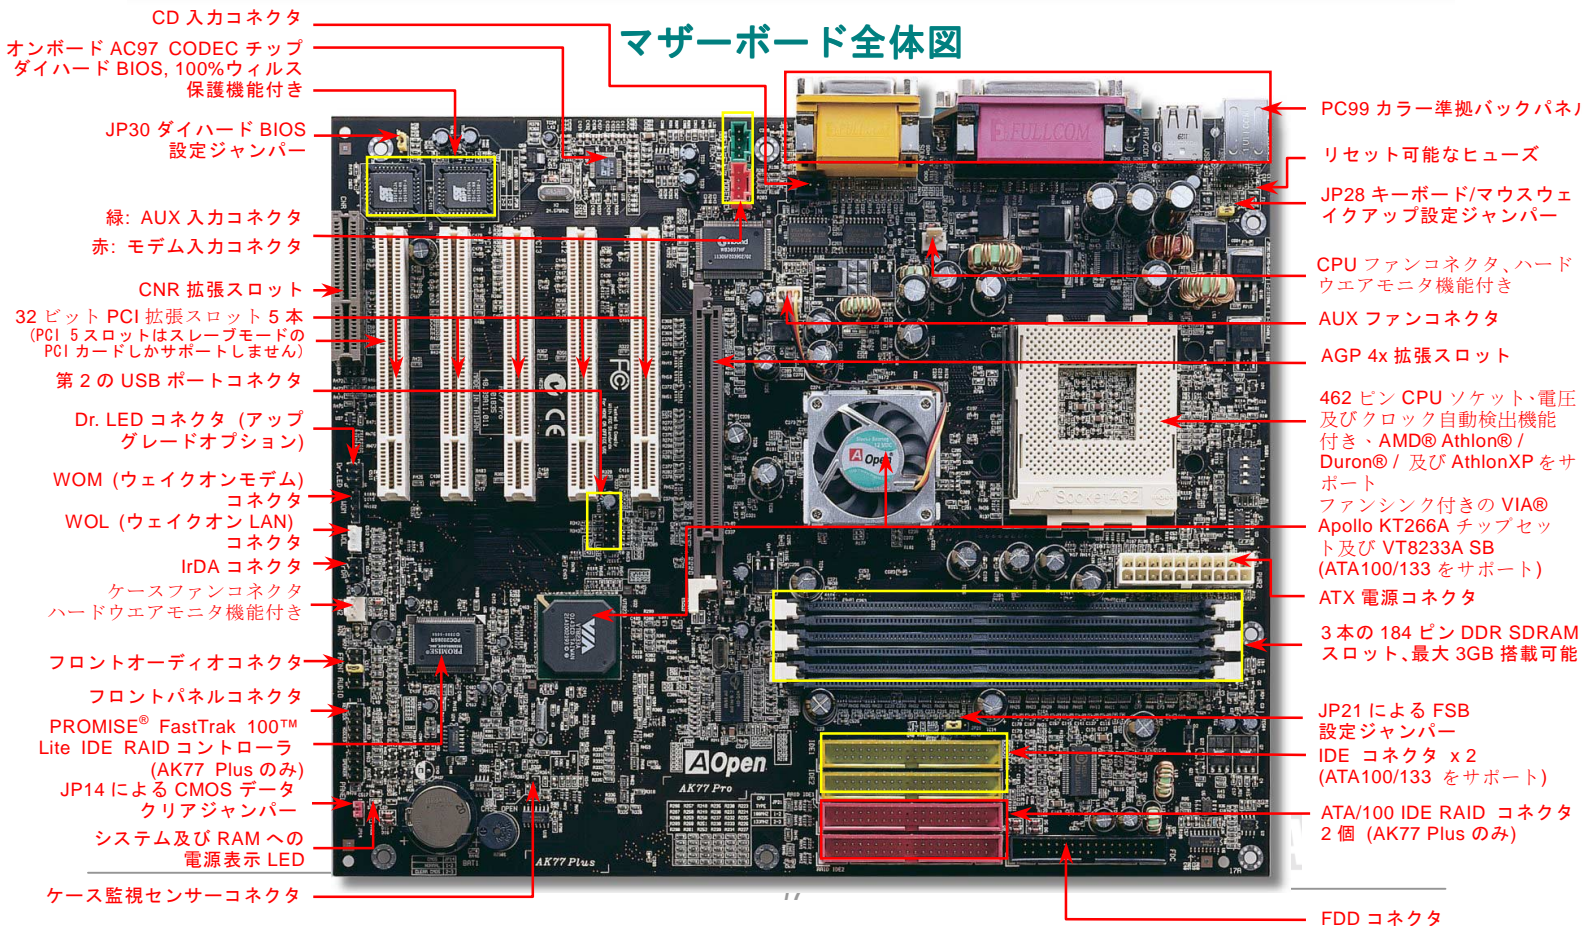 マザーボード全体図
CD 入力コネクタ
オンボード AC97 CODEC チップ
ダイハード BIOS, 100%ウィルス
保護機能付き
JP30 ダイハード BIOS
設定ジャンパー
緑: AUX 入力コネクタ
赤: モデム入力コネクタ
CNR 拡張スロット
32 ビット PCI 拡張スロット 5 本
(PCI 5 スロットはスレーブモードの
PCI カードしかサポートしません)
第 2 の USB ポートコネクタ
Dr. LED コネクタ (アップ
グレードオプション)
WOM (ウェイクオンモデム)
コネクタ
WOL (ウェイクオン LAN)
コネクタ
IrDA コネクタ
ケースファンコネクタ
ハードウエアモニタ機能付き
フロントオーディオコネクタ
フロントパネルコネクタ
PROMISE® FastTrak 100™
Lite IDE RAID コントローラ
(AK77 Plus のみ)
JP14 による CMOS データ
クリアジャンパー
システム及び RAM への
電源表示 LED
ケース監視センサーコネクタ
PC99 カラー準拠バックパネル
リセット可能なヒューズ
JP28 キーボード/マウスウェ
イクアップ設定ジャンパー
CPU ファンコネクタ、ハード
ウエアモニタ機能付き
AUX ファンコネクタ
AGP 4x 拡張スロット
462 ピン CPU ソケット、電圧
及びクロック自動検出機能
付き、AMD® Athlon® /
Duron® / 及び AthlonXP をサ
ポート
ファンシンク付きの VIA®
Apollo KT266A チップセッ
ト及び VT8233A SB
(ATA100/133 をサポート)
ATX 電源コネクタ
3 本の 184 ピン DDR SDRAM
スロット、最大 3GB 搭載可能
JP21 による FSB
設定ジャンパー
IDE コネクタ x 2
(ATA100/133 をサポート)
ATA/100 IDE RAID コネクタ
2 個 (AK77 Plus のみ)
FDD コネクタ
FULLCOM
Socket 462
AOpen
VIA
PROMISE
AOpen
AK77 Pro
AK77 Plus
IDE1
IDE2
RAID IDE2
FDC
BAT1
17A